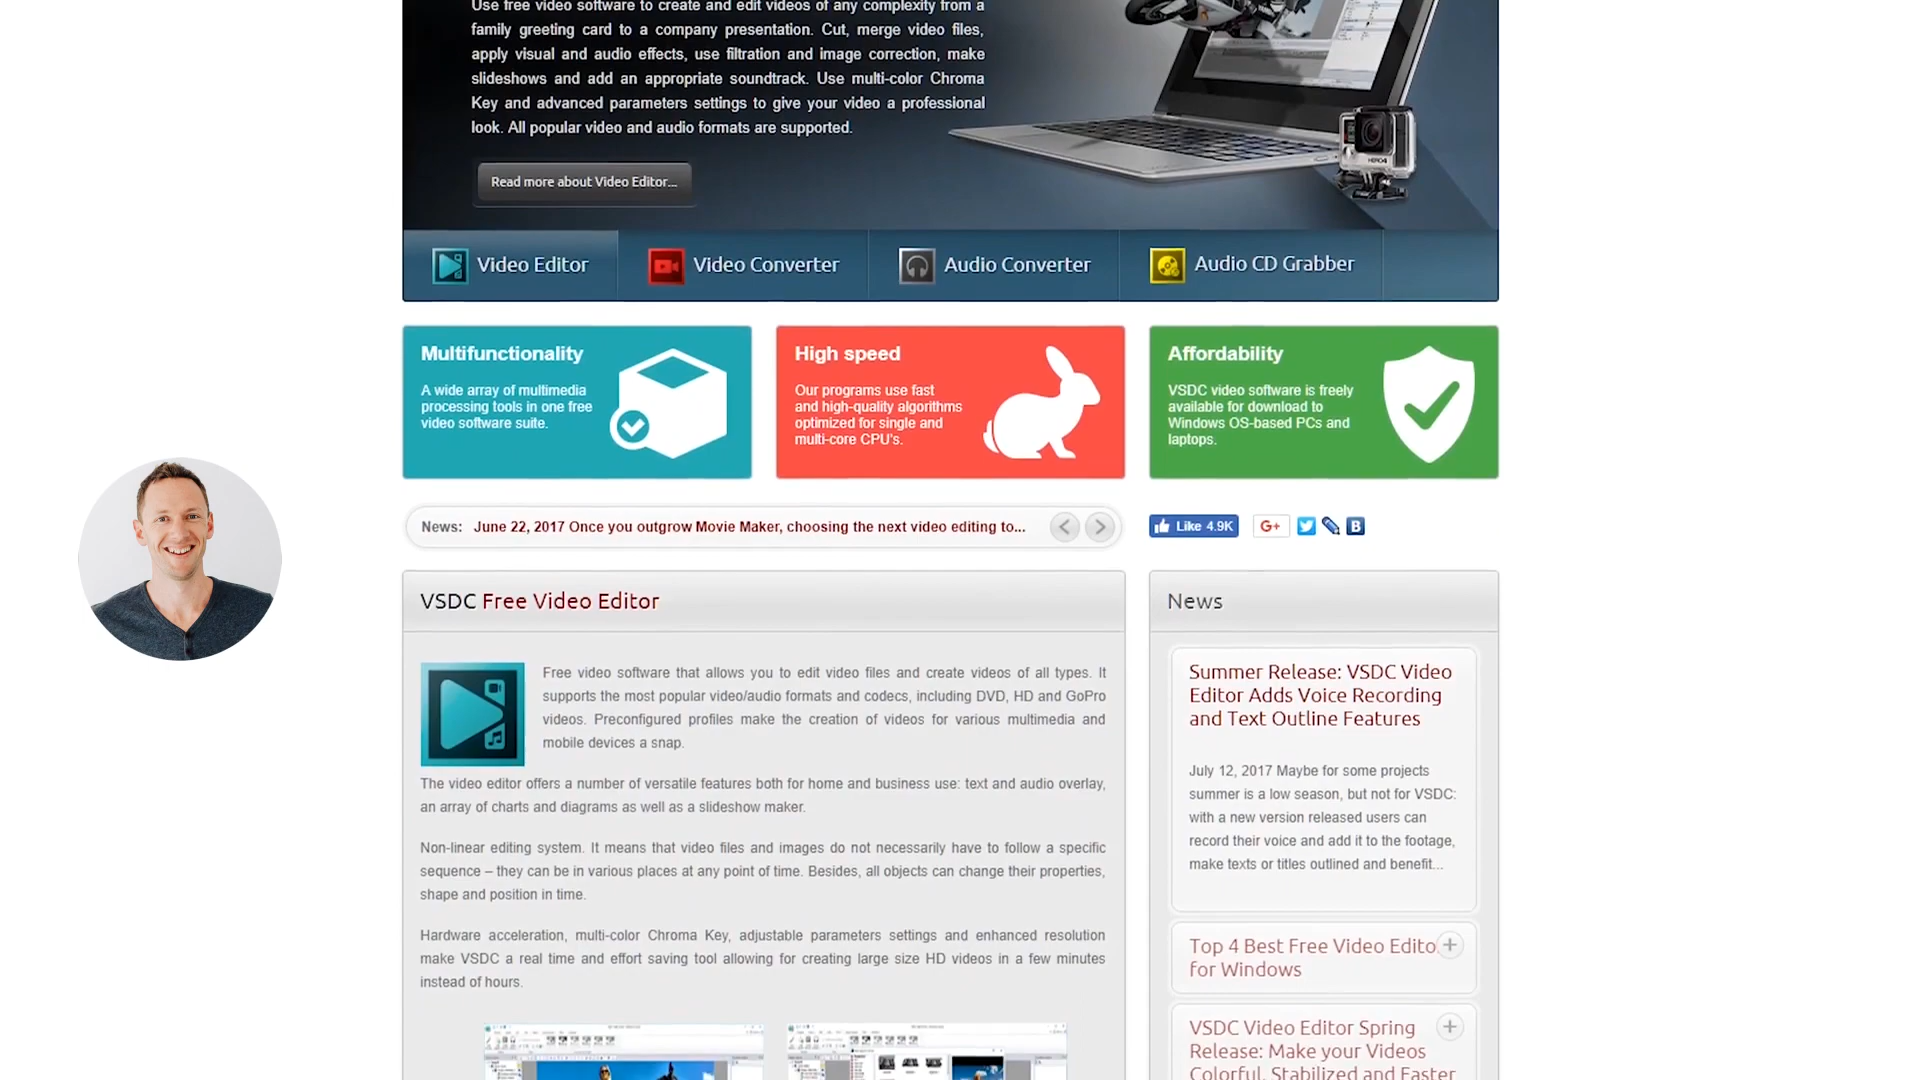 Use free video software to create and edit videos of any complexity from a
family greeting card to a company presentation. Cut, merge video files,
apply visual and audio effects, use filtration and image correction, make
slideshows and add an appropriate soundtrack. Use multi-color Chroma
Key and advanced parameters settings to give your video a professional
look. All popular video and audio formats are supported.
Read more about Video Editor...
Video Editor
Video Converter
Audio Converter
Audio CD Grabber
Multifunctionality
A wide array of multimedia
processing tools in one free
video software suite.
High speed
Our programs use fast
and high-quality algorithms
optimized for single and
multi-core CPU's.
Affordability
VSDC video software is freely
available for download to
Windows OS-based PCs and
laptops.
News: June 22, 2017 Once you outgrow Movie Maker, choosing the next video editing to...
Like 4.9K
G+
B
VSDC Free Video Editor
Free video software that allows you to edit video files and create videos of all types. It
supports the most popular video/audio formats and codecs, including DVD, HD and GoPro
videos. Preconfigured profiles make the creation of videos for various multimedia and
mobile devices a snap.
The video editor offers a number of versatile features both for home and business use: text and audio overlay,
an array of charts and diagrams as well as a slideshow maker.
Non-linear editing system. It means that video files and images do not necessarily have to follow a specific
sequence – they can be in various places at any point of time. Besides, all objects can change their properties,
shape and position in time.
Hardware acceleration, multi-color Chroma Key, adjustable parameters settings and enhanced resolution
make VSDC a real time and effort saving tool allowing for creating large size HD videos in a few minutes
instead of hours.
News
Summer Release: VSDC Video
Editor Adds Voice Recording
and Text Outline Features
July 12, 2017 Maybe for some projects
summer is a low season, but not for VSDC:
with a new version released users can
record their voice and add it to the footage,
make texts or titles outlined and benefit...
Top 4 Best Free Video Edito
for Windows
VSDC Video Editor Spring
Release: Make your Videos
Colorful, Stabilized and Faster